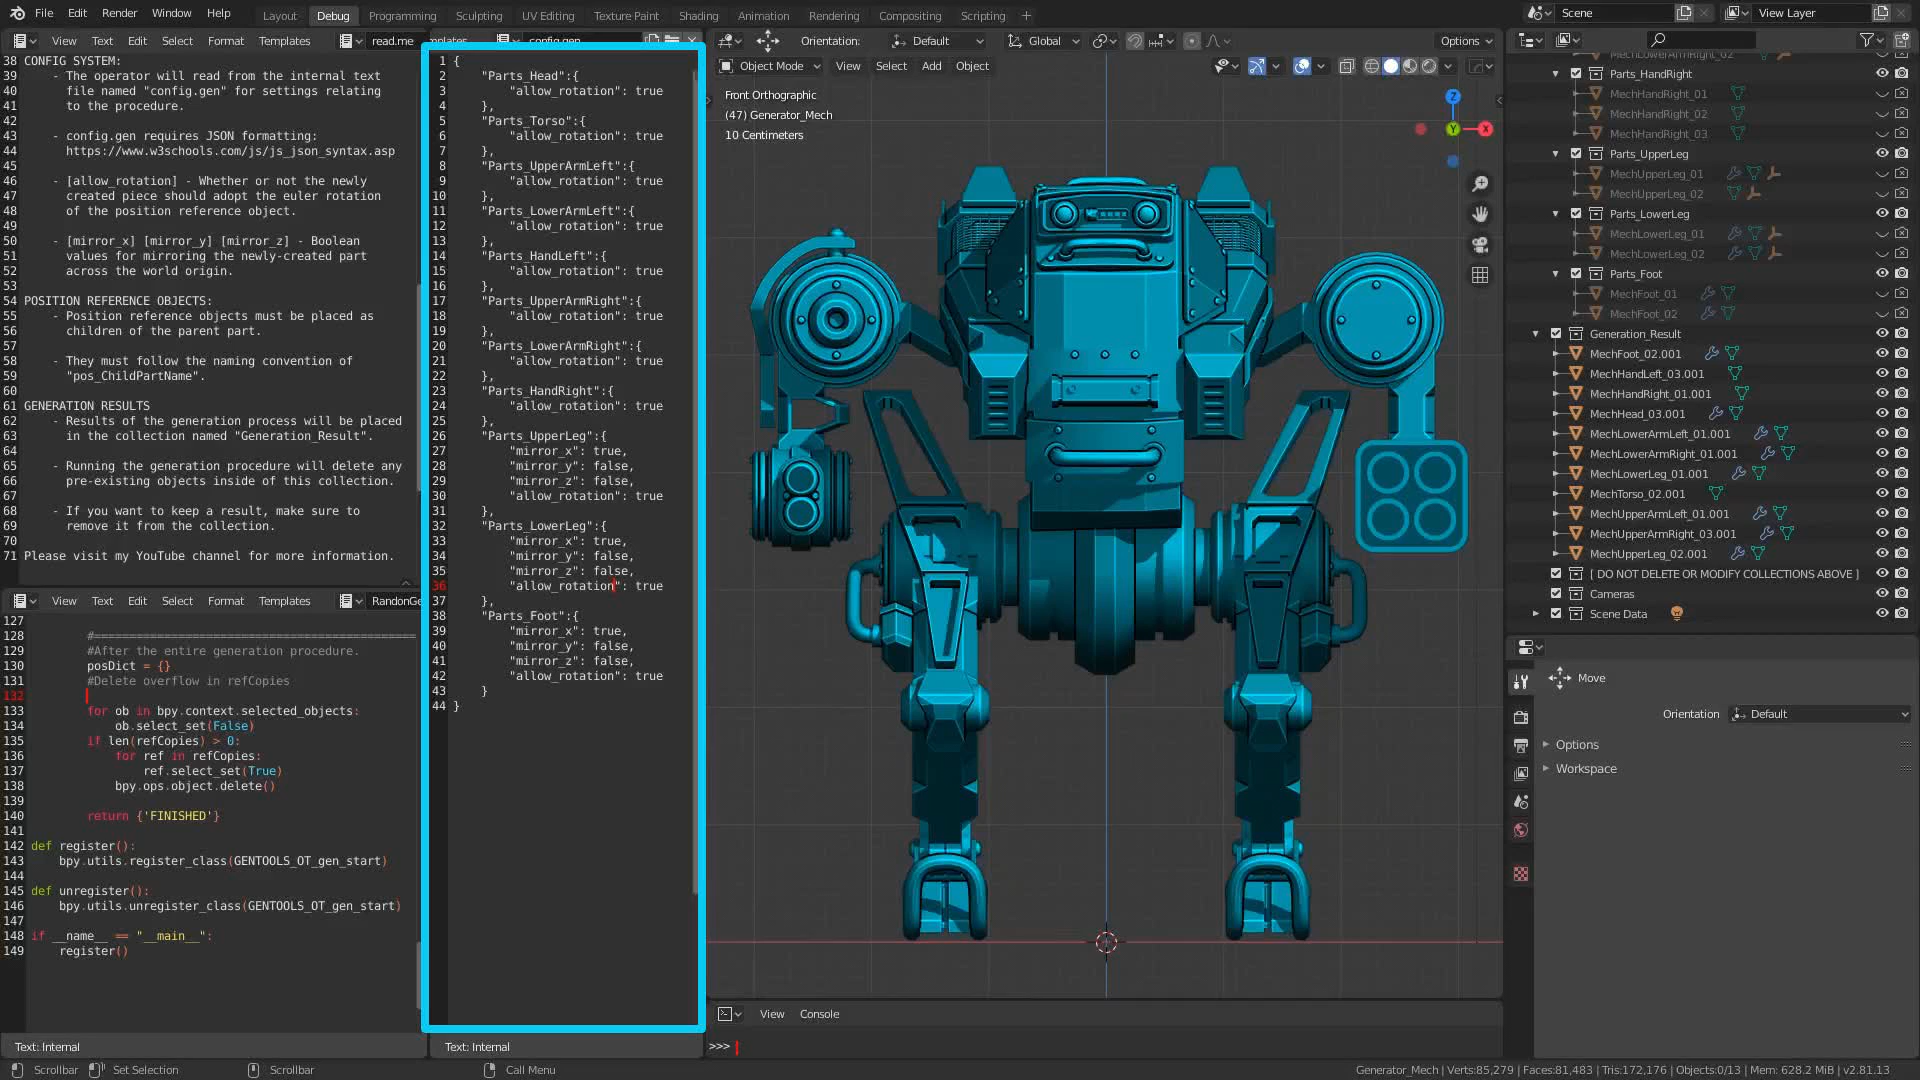 File Edit Render Window Help Layout Debug Programming Sculpting UV Editing Texture Paint Shading Animation Rendering Compositing Scripting + Scene View Layer
View Text Edit Select Format Templates read.me
38 CONFIG SYSTEM:
39 - The operator will read from the internal text
40 file named "config.gen" for settings relating
41 to the procedure.
42
43 - config.gen requires JSON formatting:
44 https://www.w3schools.com/js/js_json_syntax.asp
45
46 - [allow_rotation] - Whether or not the newly
47 created piece should adopt the euler rotation
48 of the position reference object.
49
50 - [mirror_x] [mirror_y] [mirror_z] - Boolean
51 values for mirroring the newly-created part
52 across the world origin.
53
54 POSITION REFERENCE OBJECTS:
55 - Position reference objects must be placed as
56 children of the parent part.
57
58 - They must follow the naming convention of
59 "pos_ChildPartName".
60
61 GENERATION RESULTS
62 - Results of the generation process will be placed
63 in the collection named "Generation_Result".
64
65 - Running the generation procedure will delete any
66 pre-existing objects inside of this collection.
67
68 - If you want to keep a result, make sure to
69 remove it from the collection.
70
71 Please visit my YouTube channel for more information.
View Text Edit Select Format Templates RandonGe
127
128 #==============================================
129 #After the entire generation procedure.
130 posDict = {}
131 #Delete overflow in refCopies
132
133 for ob in bpy.context.selected_objects:
134 ob.select_set(False)
135 if len(refCopies) > 0:
136 for ref in refCopies:
137 ref.select_set(True)
138 bpy.ops.object.delete()
139
140 return {'FINISHED'}
141
142 def register():
143 bpy.utils.register_class(GENTOOLS_OT_gen_start)
144
145 def unregister():
146 bpy.utils.unregister_class(GENTOOLS_OT_gen_start)
147
148 if __name__ == "__main__":
149 register()
Text: Internal
mplates config.gen
1 {
2 "Parts_Head":{
3 "allow_rotation": true
4 },
5 "Parts_Torso":{
6 "allow_rotation": true
7 },
8 "Parts_UpperArmLeft":{
9 "allow_rotation": true
10 },
11 "Parts_LowerArmLeft":{
12 "allow_rotation": true
13 },
14 "Parts_HandLeft":{
15 "allow_rotation": true
16 },
17 "Parts_UpperArmRight":{
18 "allow_rotation": true
19 },
20 "Parts_LowerArmRight":{
21 "allow_rotation": true
22 },
23 "Parts_HandRight":{
24 "allow_rotation": true
25 },
26 "Parts_UpperLeg":{
27 "mirror_x": true,
28 "mirror_y": false,
29 "mirror_z": false,
30 "allow_rotation": true
31 },
32 "Parts_LowerLeg":{
33 "mirror_x": true,
34 "mirror_y": false,
35 "mirror_z": false,
36 "allow_rotation": true
37 },
38 "Parts_Foot":{
39 "mirror_x": true,
40 "mirror_y": false,
41 "mirror_z": false,
42 "allow_rotation": true
43 }
44 }
Text: Internal
Orientation: Default Global Options
Object Mode View Select Add Object
Front Orthographic
(47) Generator_Mech
10 Centimeters
Z
Y
X
View Console
>>>
MechLowerArmRight_02
Parts_HandRight
MechHandRight_01
MechHandRight_02
MechHandRight_03
Parts_UpperLeg
MechUpperLeg_01
MechUpperLeg_02
Parts_LowerLeg
MechLowerLeg_01
MechLowerLeg_02
Parts_Foot
MechFoot_01
MechFoot_02
Generation_Result
MechFoot_02.001
MechHandLeft_03.001
MechHandRight_01.001
MechHead_03.001
MechLowerArmLeft_01.001
MechLowerArmRight_01.001
MechLowerLeg_01.001
MechTorso_02.001
MechUpperArmLeft_01.001
MechUpperArmRight_03.001
MechUpperLeg_02.001
[ DO NOT DELETE OR MODIFY COLLECTIONS ABOVE ]
Cameras
Scene Data
Move
Orientation Default
Options
Workspace
Scrollbar Set Selection Scrollbar Call Menu Generator_Mech | Verts:85,279 | Faces:81,483 | Tris:172,176 | Objects:0/13 | Mem: 628.2 MiB | v2.81.13